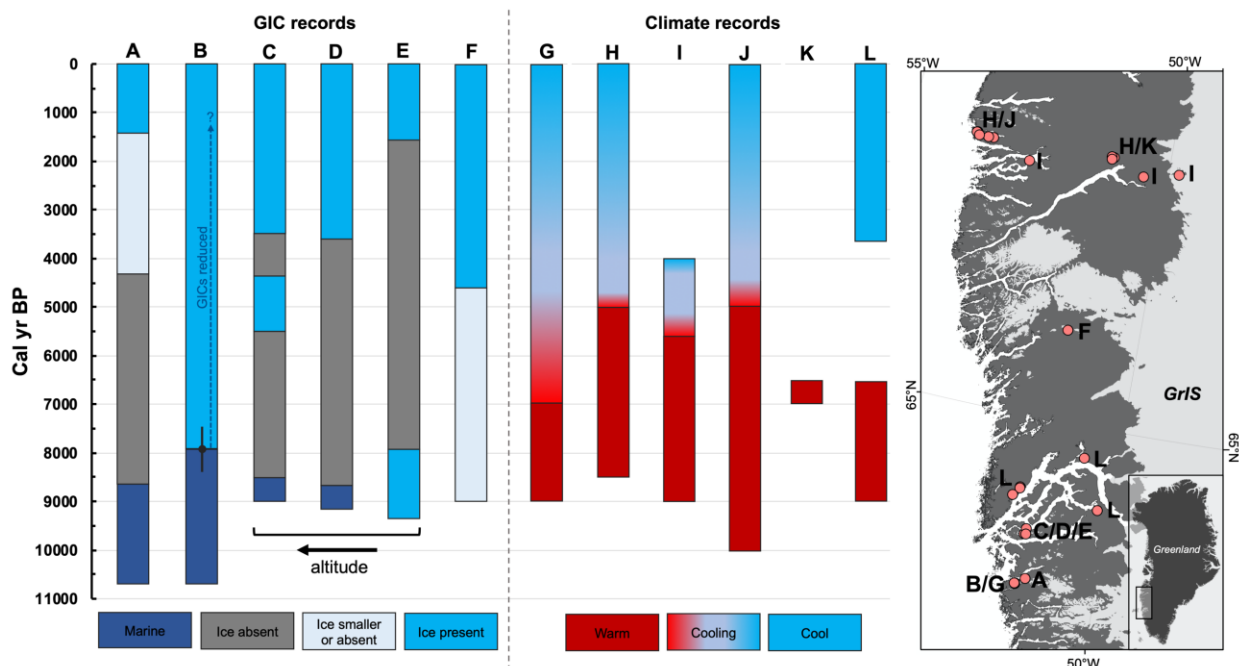 GIC records
Climate records
A B C D E F G H I J K L
0
1000
2000
3000
4000
5000
6000
7000
8000
9000
10000
11000
Cal yr BP
GICs reduced
?
altitude
Marine
Ice absent
Ice smaller
or absent
Ice present
Warm
Cooling
Cool
55°W
50°W
H/J
H/K
I
I
I
F
65°N
GrIS
65°N
L
L
L
C/D/E
B/G
A
Greenland
50°W